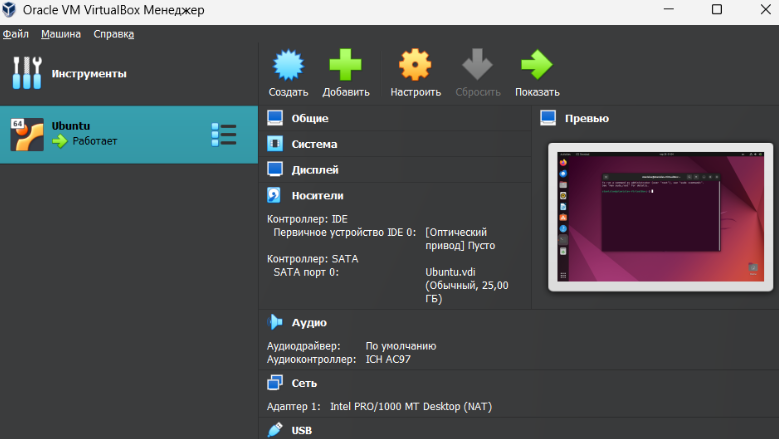 Oracle VM VirtualBox Менеджер
Файл Машина Справка
Инструменты
Создать Добавить Настроить Сбросить Показать
64
Ubuntu
Работает
Общие
Система
Дисплей
Носители
Контроллер: IDE
Первичное устройство IDE 0: [Оптический
привод] Пусто
Контроллер: SATA
SATA порт 0: Ubuntu.vdi
(Обычный, 25,00
ГБ)
Превью
Аудио
Аудиодрайвер: По умолчанию
Аудиоконтроллер: ICH AC97
Сеть
Адаптер 1: Intel PRO/1000 MT Desktop (NAT)
USB